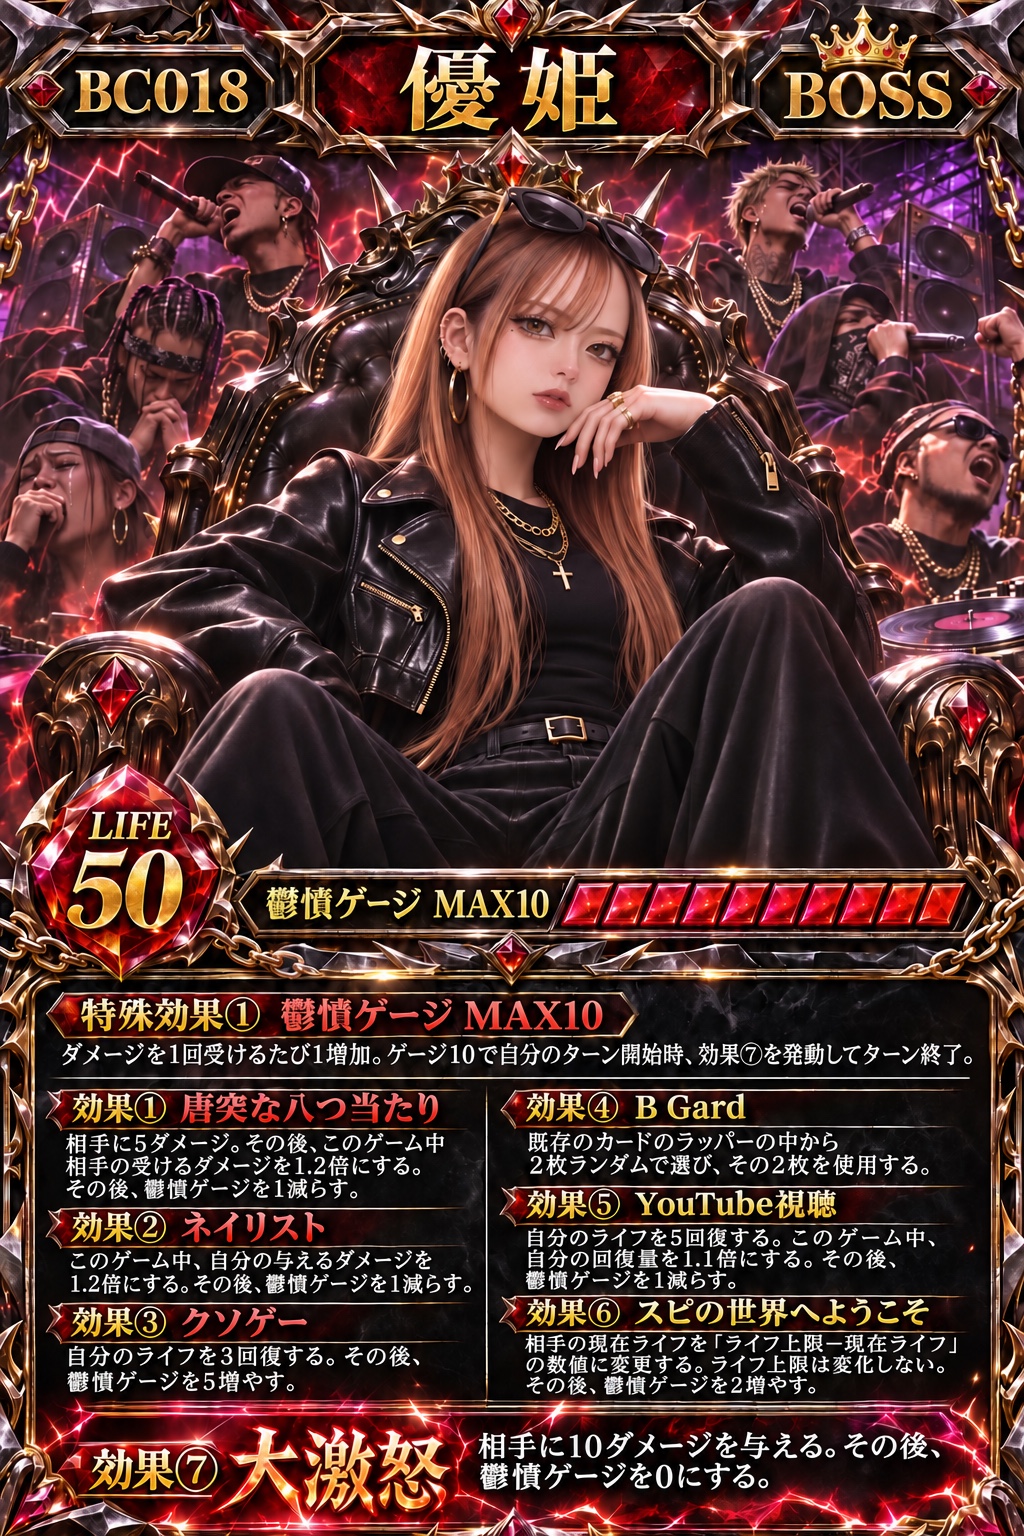 BC018
優姫
BOSS
LIFE
50
鬱憤ゲージ MAX10
特殊効果① 鬱憤ゲージ MAX10
ダメージを1回受けるたび1増加。ゲージ10で自分のターン開始時、効果⑦を発動してターン終了。
効果① 唐突な八つ当たり
相手に5ダメージ。その後、このゲーム中
相手の受けるダメージを1.2倍にする。
その後、鬱憤ゲージを1減らす。
効果② ネイリスト
このゲーム中、自分の与えるダメージを
1.2倍にする。その後、鬱憤ゲージを1減らす。
効果③ クソゲー
自分のライフを3回復する。その後、
鬱憤ゲージを5増やす。
効果④ B Gard
既存のカードのラッパーの中から
2枚ランダムで選び、その2枚を使用する。
効果⑤ YouTube視聴
自分のライフを5回復する。このゲーム中、
自分の回復量を1.1倍にする。その後、
鬱憤ゲージを1減らす。
効果⑥ スピの世界へようこそ
相手の現在ライフを「ライフ上限－現在ライフ」
の数値に変更する。ライフ上限は変化しない。
その後、鬱憤ゲージを2増やす。
効果⑦ 大激怒
相手に10ダメージを与える。その後、
鬱憤ゲージを0にする。